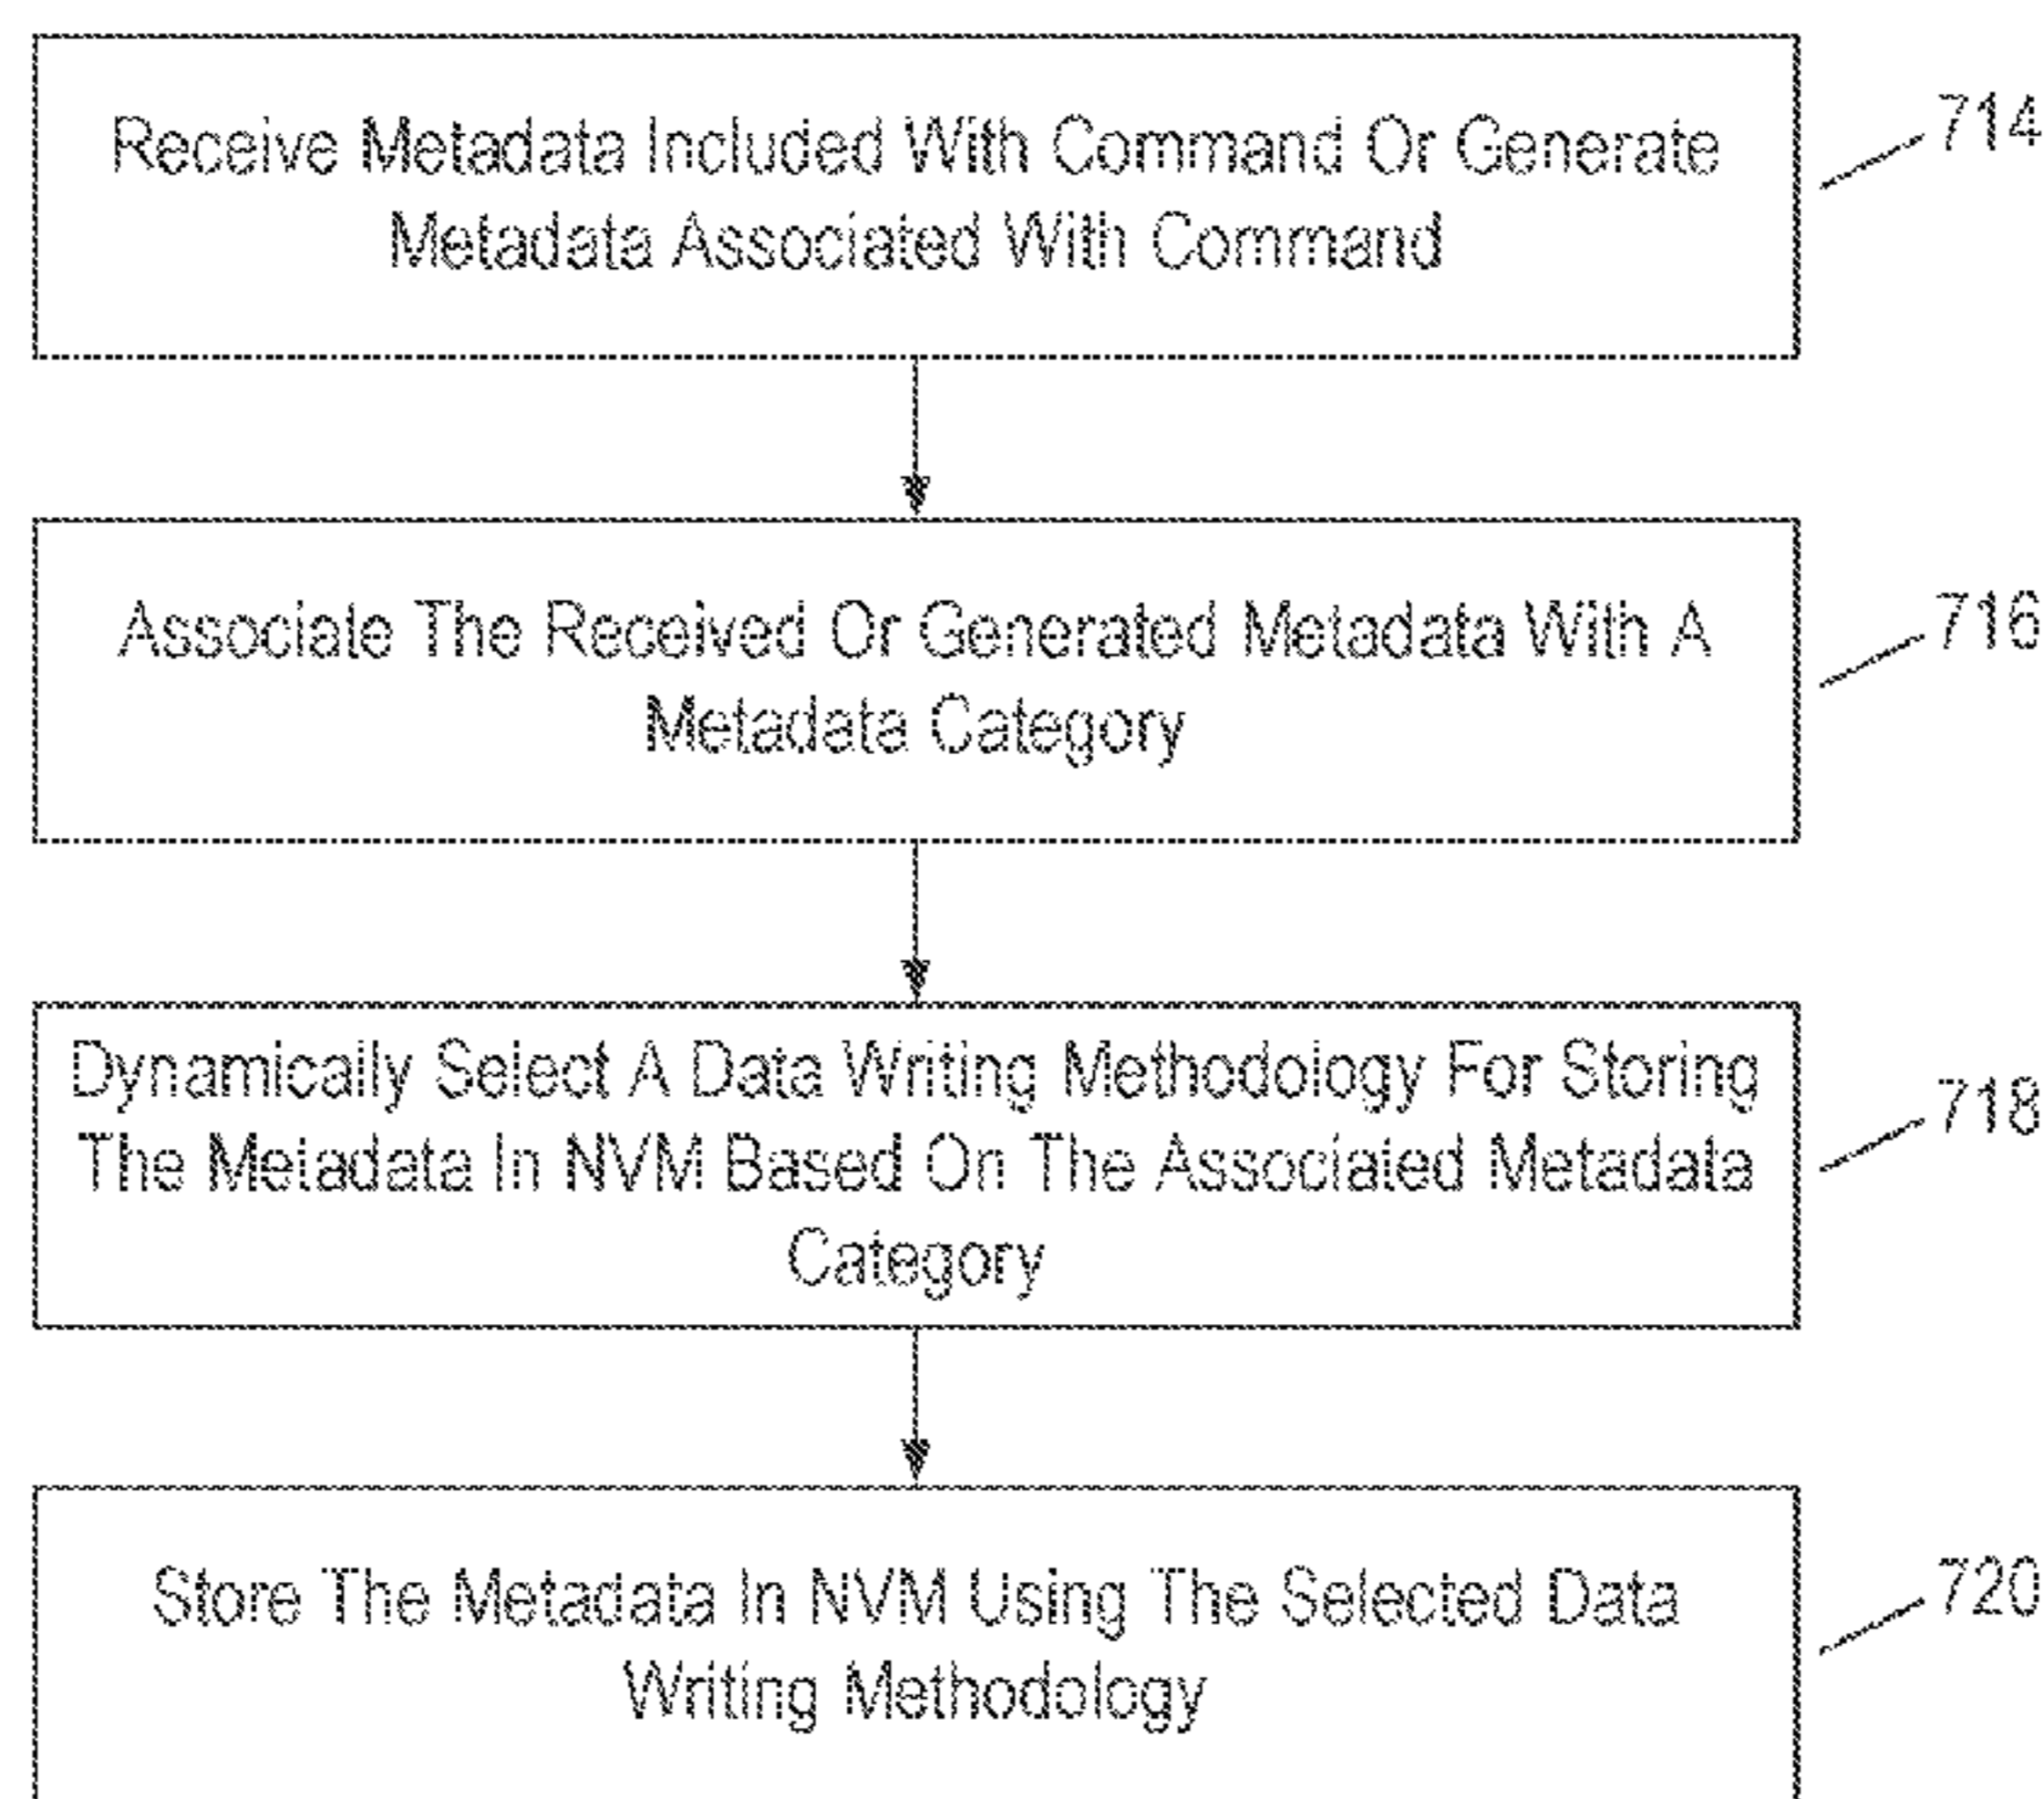 Receive Metadata Included With Command Or Generate
Metadata Associated With Command
714
Associate The Received Or Generated Metadata With A
Metadata Category
716
Dynamically Select A Data Writing Methodology For Storing
The Metadata In NVM Based On The Associated Metadata
Category
718
Store The Metadata In NVM Using The Selected Data
Writing Methodology
720